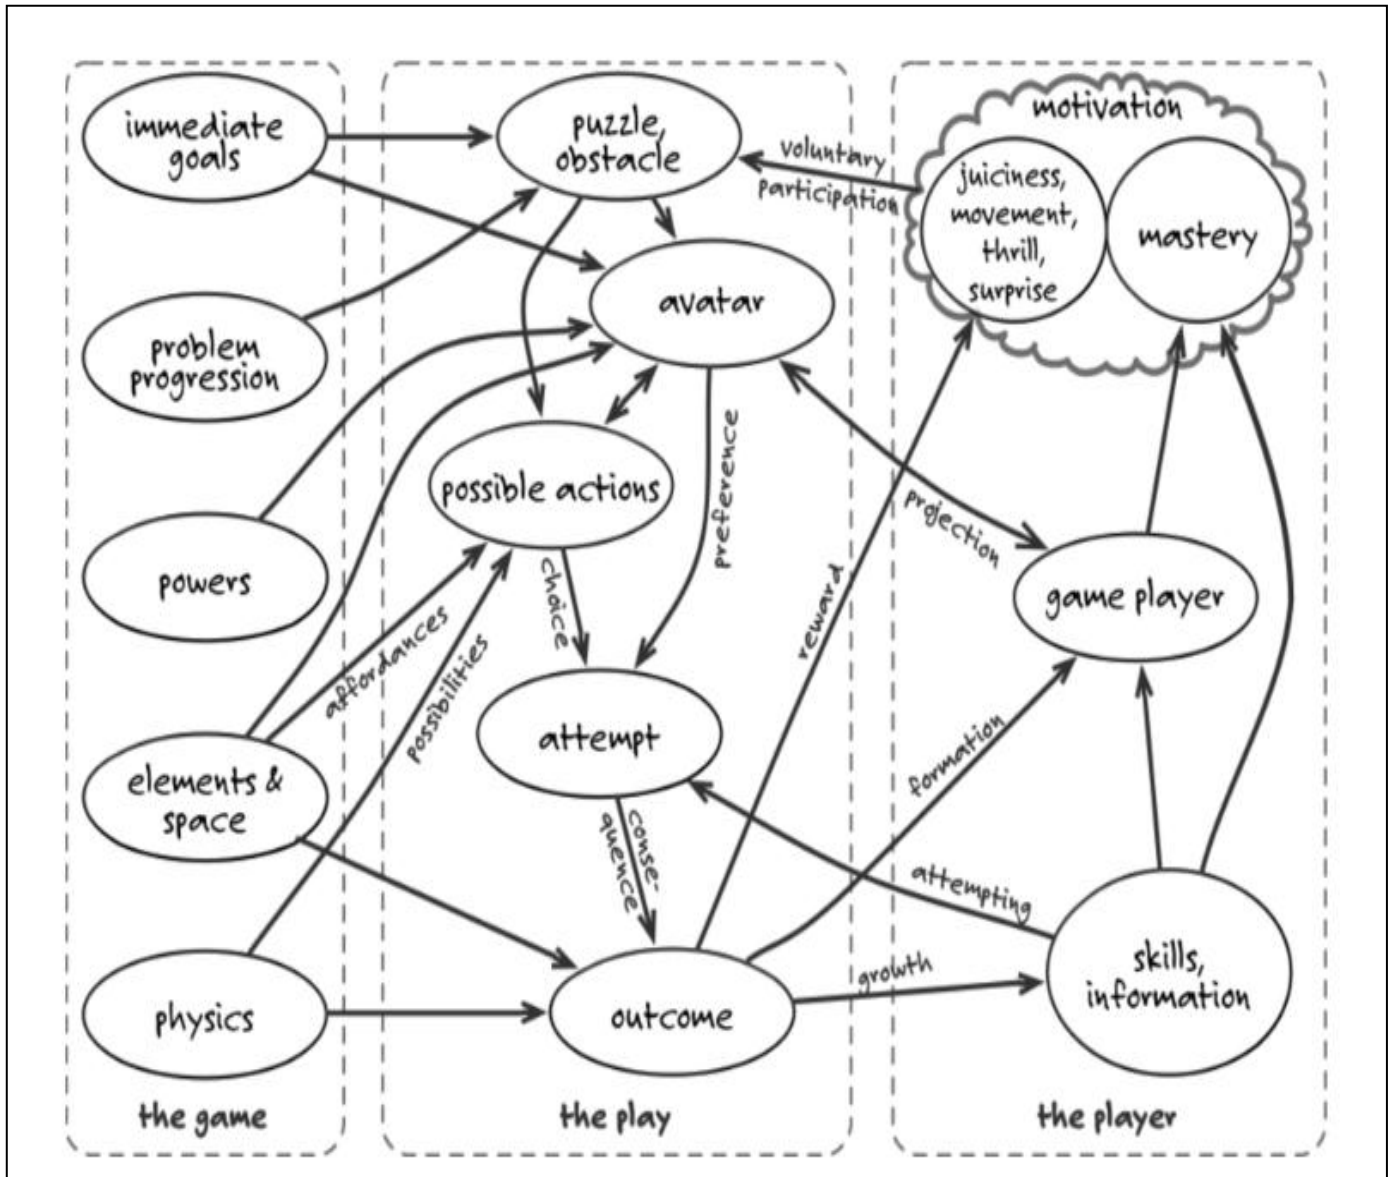 immediate
goals
problem
progression
powers
elements &
space
physics
the game
puzzle,
obstacle
avatar
possible actions
preference
choice
affordances
possibilities
attempt
conse-
quence
outcome
the play
voluntary
participation
projection
reward
formation
attempting
growth
motivation
juiciness,
movement,
thrill,
surprise
mastery
game player
skills,
information
the player